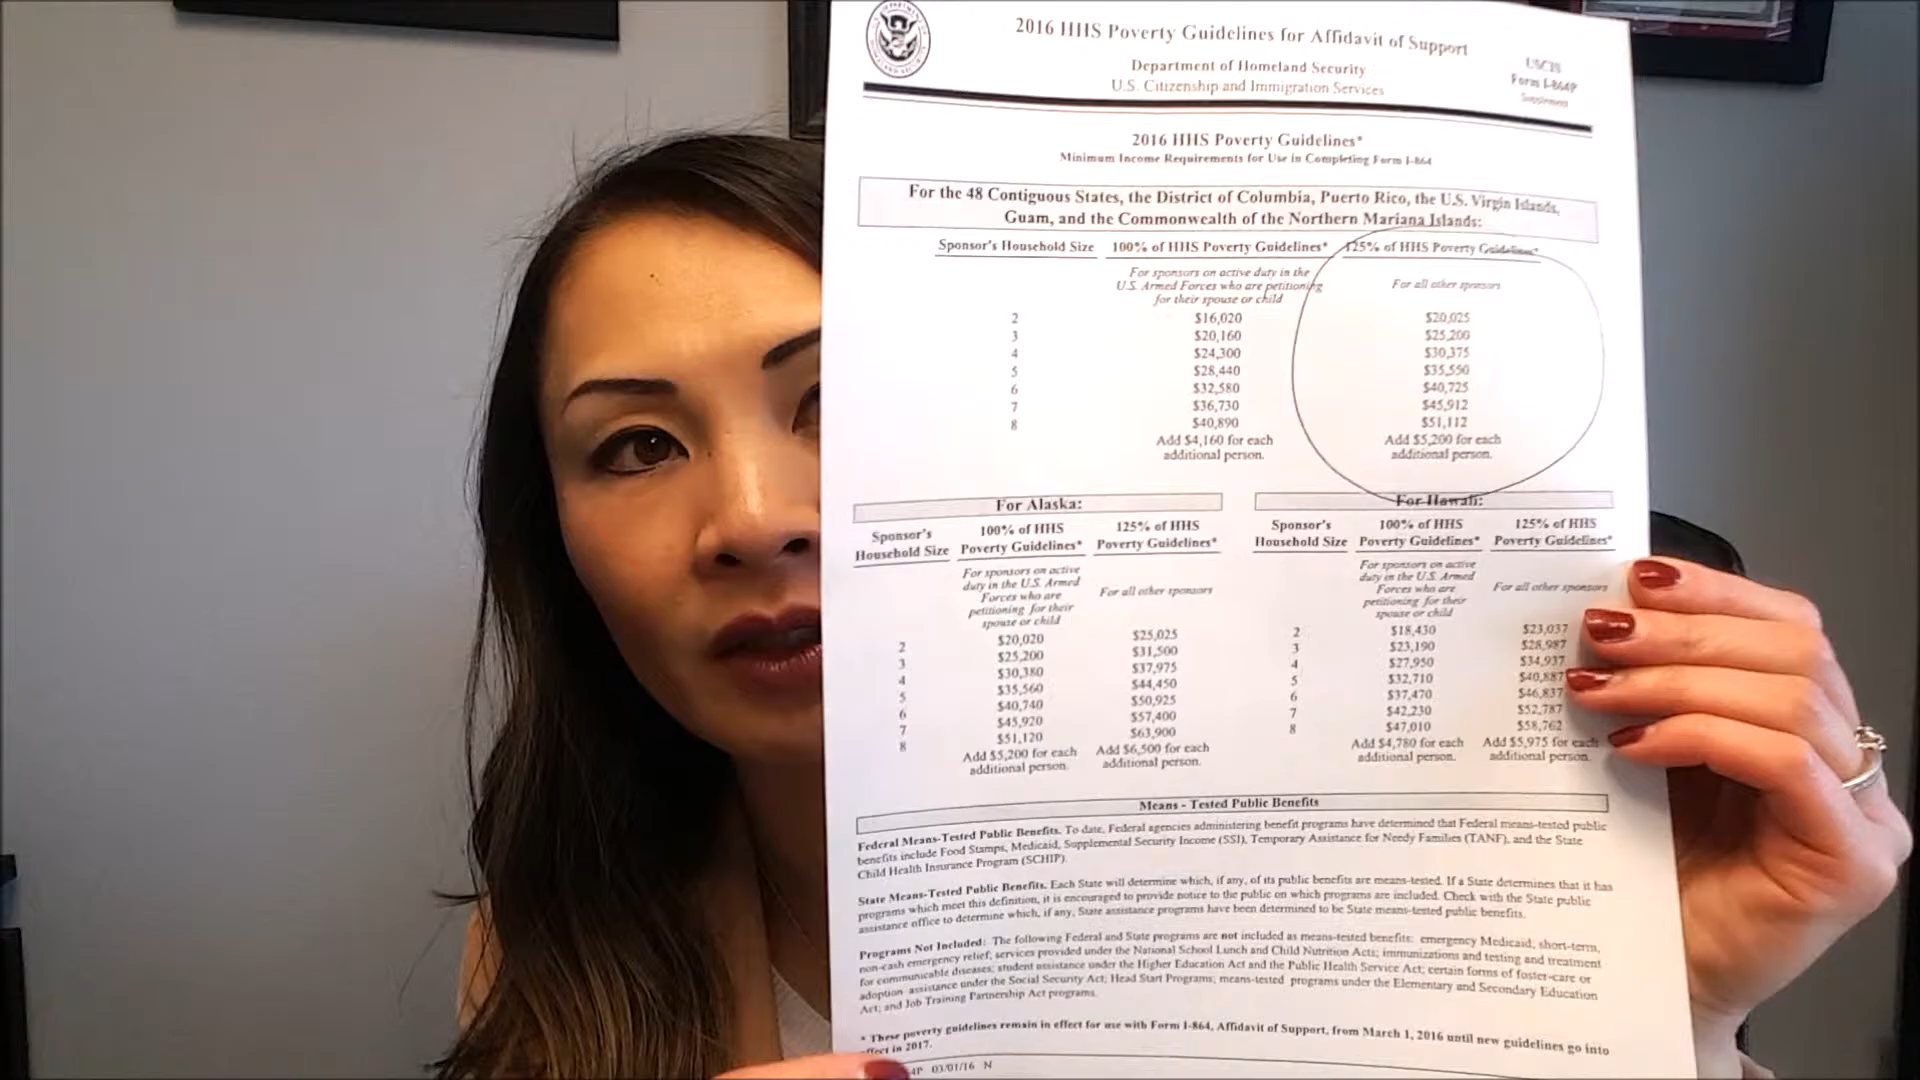 2016 HHS Poverty Guidelines for Affidavit of Support
Department of Homeland Security
U.S. Citizenship and Immigration Services
USCIS
Form I-864P
Supplement
2016 HHS Poverty Guidelines*
Minimum Income Requirements for Use in Completing Form I-864
For the 48 Contiguous States, the District of Columbia, Puerto Rico, the U.S. Virgin Islands,
Guam, and the Commonwealth of the Northern Mariana Islands:
Sponsor's Household Size 100% of HHS Poverty Guidelines* 125% of HHS Poverty Guidelines*
For sponsors on active duty in the
U.S. Armed Forces who are petitioning
for their spouse or child
For all other sponsors
2 $16,020 $20,025
3 $20,160 $25,200
4 $24,300 $30,375
5 $28,440 $35,550
6 $32,580 $40,725
7 $36,730 $45,912
8 $40,890 $51,112
Add $4,160 for each
additional person.
Add $5,200 for each
additional person.
For Alaska:
Sponsor's
Household Size
100% of HHS
Poverty Guidelines*
125% of HHS
Poverty Guidelines*
For sponsors on active
duty in the U.S. Armed
Forces who are
petitioning for their
spouse or child
For all other sponsors
2 $20,020 $25,025
3 $25,200 $31,500
4 $30,380 $37,975
5 $35,560 $44,450
6 $40,740 $50,925
7 $45,920 $57,400
8 $51,120 $63,900
Add $5,200 for each
additional person.
Add $6,500 for each
additional person.
For Hawaii:
Sponsor's
Household Size
100% of HHS
Poverty Guidelines*
125% of HHS
Poverty Guidelines*
For sponsors on active
duty in the U.S. Armed
Forces who are
petitioning for their
spouse or child
For all other sponsors
2 $18,430 $23,037
3 $23,190 $28,987
4 $27,950 $34,937
5 $32,710 $40,887
6 $37,470 $46,837
7 $42,230 $52,787
8 $47,010 $58,762
Add $4,780 for each
additional person.
Add $5,975 for each
additional person.
Means - Tested Public Benefits
Federal Means-Tested Public Benefits. To date, Federal agencies administering benefit programs have determined that Federal means-tested public
benefits include Food Stamps, Medicaid, Supplemental Security Income (SSI), Temporary Assistance for Needy Families (TANF), and the State
Child Health Insurance Program (SCHIP).
State Means-Tested Public Benefits. Each State will determine which, if any, of its public benefits are means-tested. If a State determines that it has
programs which meet this definition, it is encouraged to provide notice to the public on which programs are included. Check with the State public
assistance office to determine which, if any, State assistance programs have been determined to be State means-tested public benefits.
Programs Not Included: The following Federal and State programs are not included as means-tested benefits: emergency Medicaid; short-term,
non-cash emergency relief; services provided under the National School Lunch and Child Nutrition Acts; immunizations and testing and treatment
for communicable diseases; student assistance under the Higher Education Act and the Public Health Service Act; certain forms of foster-care or
adoption assistance under the Social Security Act; Head Start Programs; means-tested programs under the Elementary and Secondary Education
Act; and Job Training Partnership Act programs.
* These poverty guidelines remain in effect for use with Form I-864, Affidavit of Support, from March 1, 2016 until new guidelines go into
effect in 2017.
4P 03/01/16 N